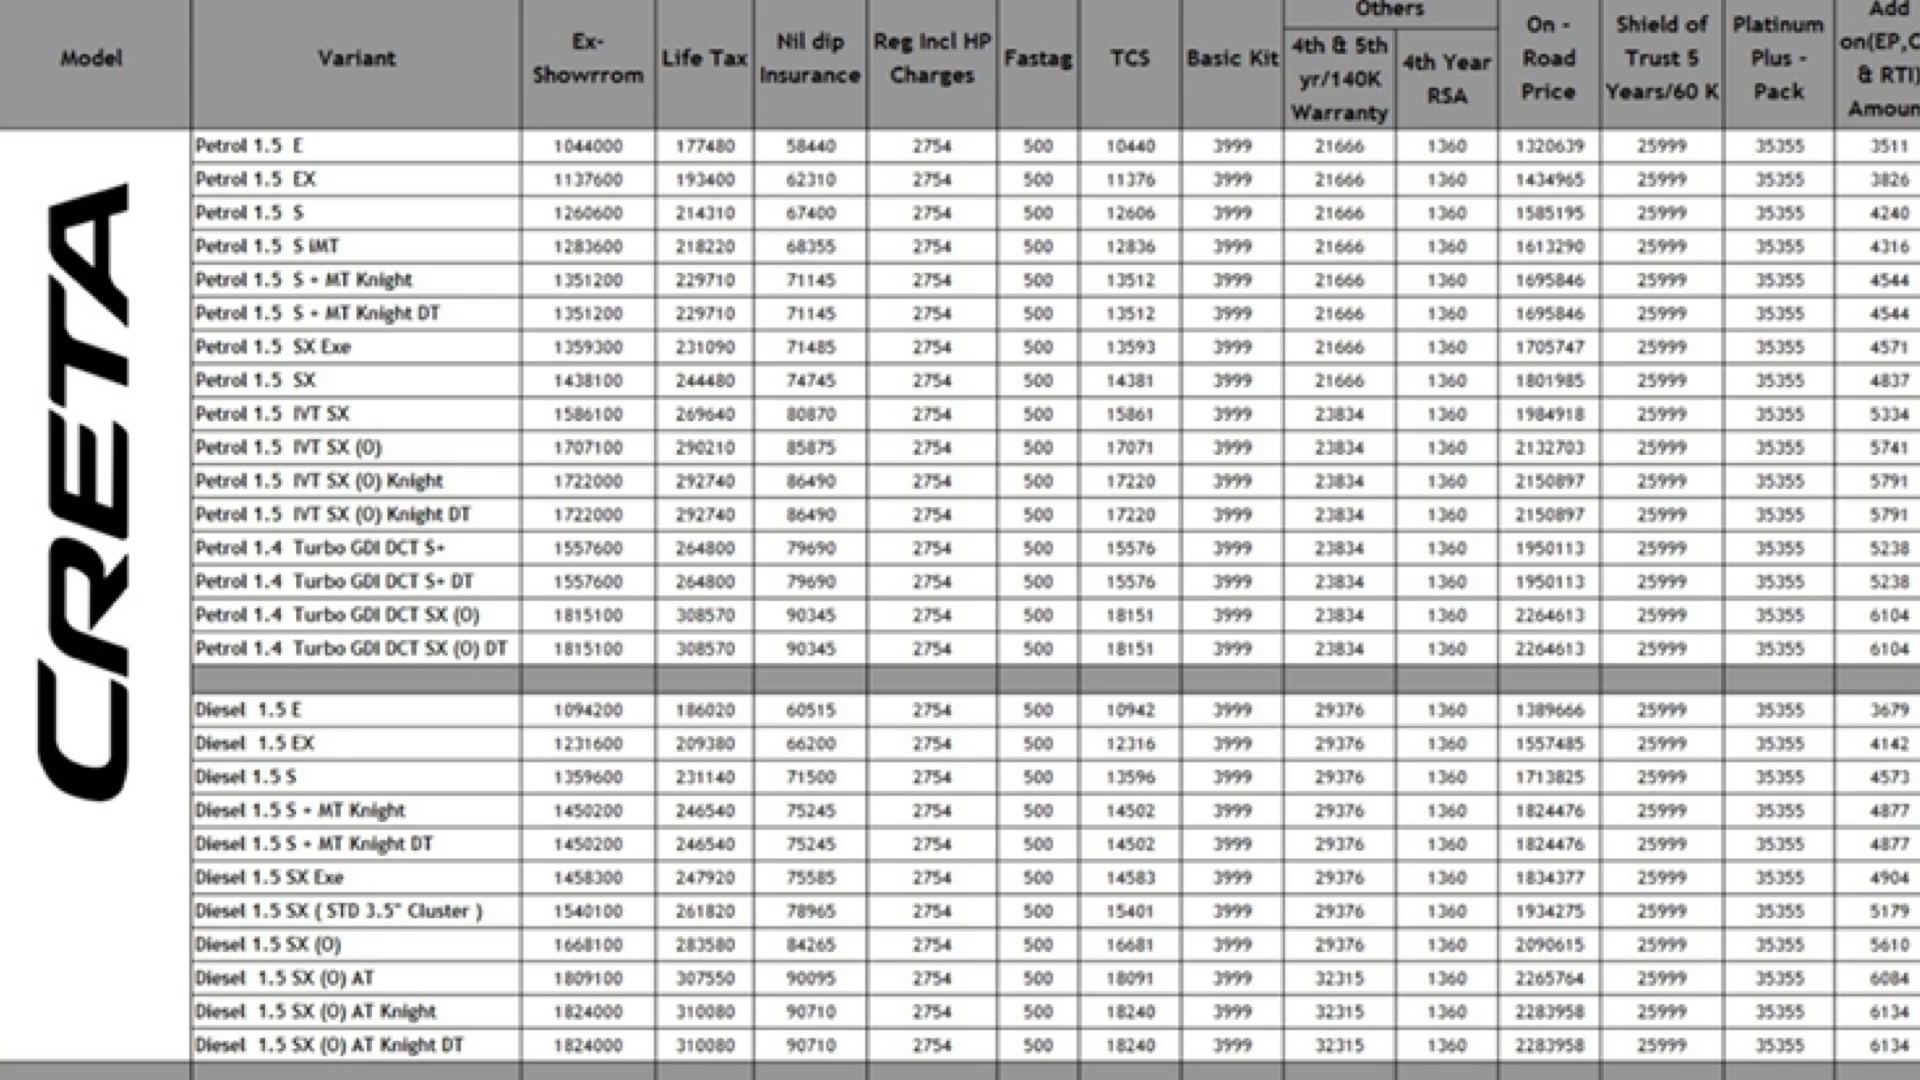 Model Variant Ex-Showrrom Life Tax Nil dip Insurance Reg Incl HP Charges Fastag TCS Basic Kit Others 4th & 5th yr/140K Warranty 4th Year RSA On - Road Price Shield of Trust 5 Years/60 K Platinum Plus - Pack Add on(EP,C & RTI) Amoun
CRETA
Petrol 1.5 E 1044000 177480 58440 2754 500 10440 3999 21666 1360 1320639 25999 35355 3511
Petrol 1.5 EX 1137600 193400 62310 2754 500 11376 3999 21666 1360 1434965 25999 35355 3826
Petrol 1.5 S 1260600 214310 67400 2754 500 12606 3999 21666 1360 1585195 25999 35355 4240
Petrol 1.5 S iMT 1283600 218220 68355 2754 500 12836 3999 21666 1360 1613290 25999 35355 4316
Petrol 1.5 S + MT Knight 1351200 229710 71145 2754 500 13512 3999 21666 1360 1695846 25999 35355 4544
Petrol 1.5 S + MT Knight DT 1351200 229710 71145 2754 500 13512 3999 21666 1360 1695846 25999 35355 4544
Petrol 1.5 SX Exe 1359300 231090 71485 2754 500 13593 3999 21666 1360 1705747 25999 35355 4571
Petrol 1.5 SX 1438100 244480 74745 2754 500 14381 3999 21666 1360 1801985 25999 35355 4837
Petrol 1.5 IVT SX 1586100 269640 80870 2754 500 15861 3999 23834 1360 1984918 25999 35355 5334
Petrol 1.5 IVT SX (O) 1707100 290210 85875 2754 500 17071 3999 23834 1360 2132703 25999 35355 5741
Petrol 1.5 IVT SX (O) Knight 1722000 292740 86490 2754 500 17220 3999 23834 1360 2150897 25999 35355 5791
Petrol 1.5 IVT SX (O) Knight DT 1722000 292740 86490 2754 500 17220 3999 23834 1360 2150897 25999 35355 5791
Petrol 1.4 Turbo GDI DCT S+ 1557600 264800 79690 2754 500 15576 3999 23834 1360 1950113 25999 35355 5238
Petrol 1.4 Turbo GDI DCT S+ DT 1557600 264800 79690 2754 500 15576 3999 23834 1360 1950113 25999 35355 5238
Petrol 1.4 Turbo GDI DCT SX (O) 1815100 308570 90345 2754 500 18151 3999 23834 1360 2264613 25999 35355 6104
Petrol 1.4 Turbo GDI DCT SX (O) DT 1815100 308570 90345 2754 500 18151 3999 23834 1360 2264613 25999 35355 6104
Diesel 1.5 E 1094200 186020 60515 2754 500 10942 3999 29376 1360 1389666 25999 35355 3679
Diesel 1.5 EX 1231600 209380 66200 2754 500 12316 3999 29376 1360 1557485 25999 35355 4142
Diesel 1.5 S 1359600 231140 71500 2754 500 13596 3999 29376 1360 1713825 25999 35355 4573
Diesel 1.5 S + MT Knight 1450200 246540 75245 2754 500 14502 3999 29376 1360 1824476 25999 35355 4877
Diesel 1.5 S + MT Knight DT 1450200 246540 75245 2754 500 14502 3999 29376 1360 1824476 25999 35355 4877
Diesel 1.5 SX Exe 1458300 247920 75585 2754 500 14583 3999 29376 1360 1834377 25999 35355 4904
Diesel 1.5 SX ( STD 3.5" Cluster ) 1540100 261820 78965 2754 500 15401 3999 29376 1360 1934275 25999 35355 5179
Diesel 1.5 SX (O) 1668100 283580 84265 2754 500 16681 3999 29376 1360 2090615 25999 35355 5610
Diesel 1.5 SX (O) AT 1809100 307550 90095 2754 500 18091 3999 32315 1360 2265764 25999 35355 6084
Diesel 1.5 SX (O) AT Knight 1824000 310080 90710 2754 500 18240 3999 32315 1360 2283958 25999 35355 6134
Diesel 1.5 SX (O) AT Knight DT 1824000 310080 90710 2754 500 18240 3999 32315 1360 2283958 25999 35355 6134